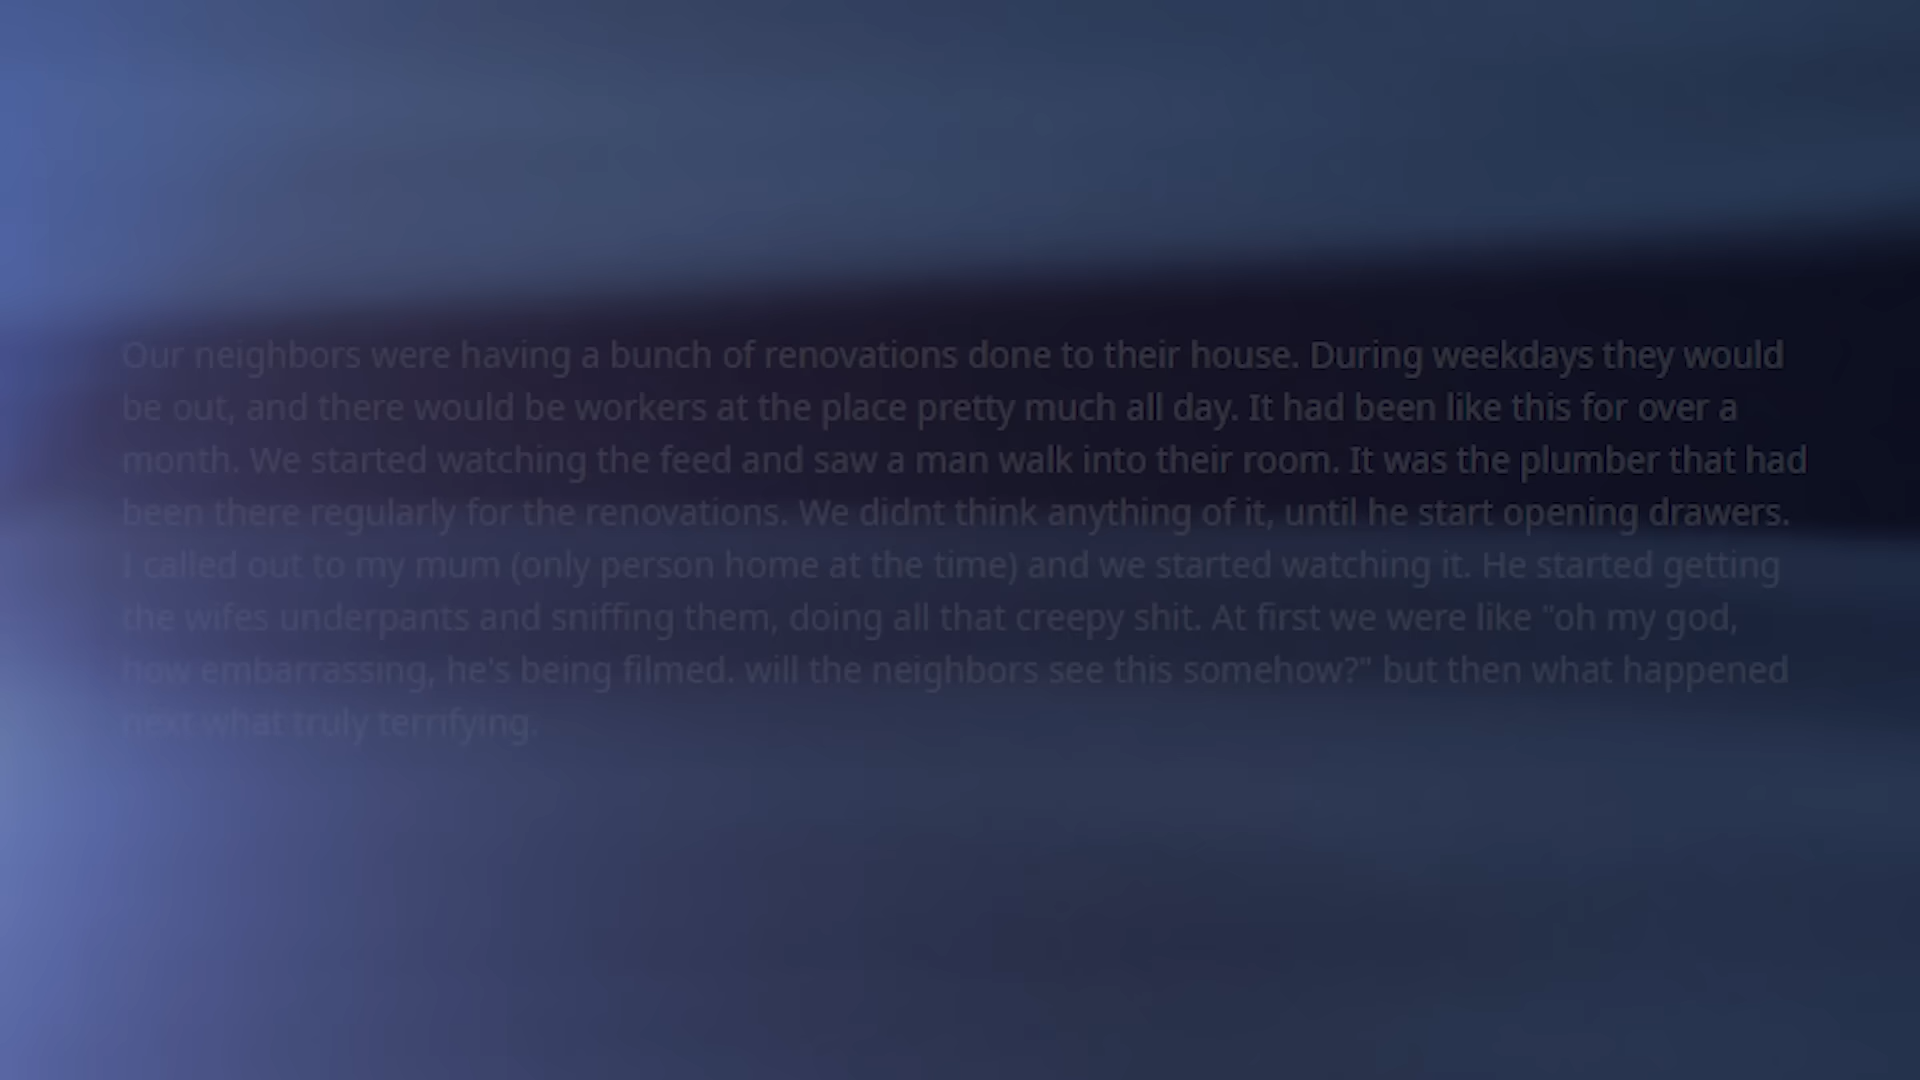 Our neighbors were having a bunch of renovations done to their house. During weekdays they would
be out, and there would be workers at the place pretty much all day. It had been like this for over a
month. We started watching the feed and saw a man walk into their room. It was the plumber that had
been there regularly for the renovations. We didnt think anything of it, until he start opening drawers.
I called out to my mum (only person home at the time) and we started watching it. He started getting
the wifes underpants and sniffing them, doing all that creepy shit. At first we were like "oh my god,
how embarrassing, he's being filmed. will the neighbors see this somehow?" but then what happened
next what truly terrifying.